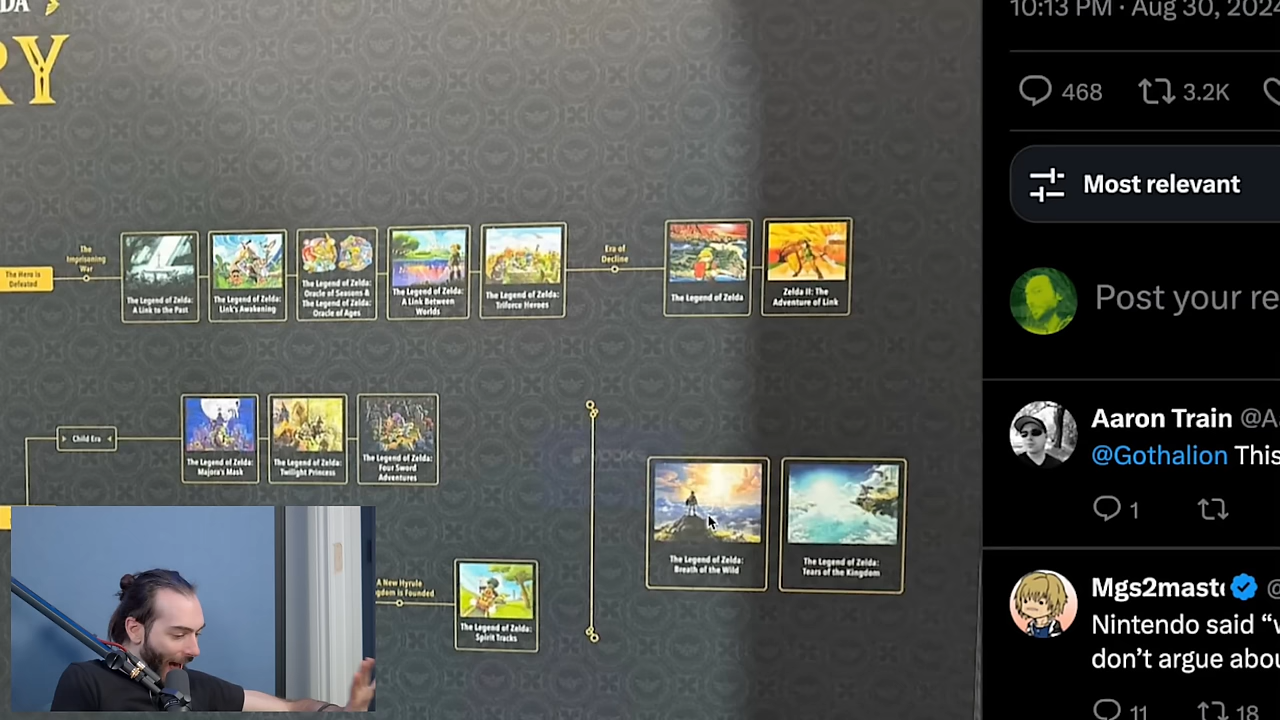 DA
RY
The
Imprisoning
War
The Hero is
Defeated
The Legend of Zelda:
A Link to the Past
The Legend of Zelda:
Link's Awakening
The Legend of Zelda:
Oracle of Seasons &
The Legend of Zelda:
Oracle of Ages
The Legend of Zelda:
A Link Between
Worlds
The Legend of Zelda:
Triforce Heroes
Era of
Decline
The Legend of Zelda
Zelda II: The
Adventure of Link
Child Era
The Legend of Zelda:
Majora's Mask
The Legend of Zelda:
Twilight Princess
The Legend of Zelda:
Four Sword
Adventures
A New Hyrule
gdom is Founded
The Legend of Zelda:
Spirit Tracks
The Legend of Zelda:
Breath of the Wild
The Legend of Zelda:
Tears of the Kingdom
10:13 PM · Aug 30, 2024
468 3.2K
Most relevant
Post your re
Aaron Train @A
@Gothalion This
1
Mgs2mast @
Nintendo said “
don’t argue abou
11 18